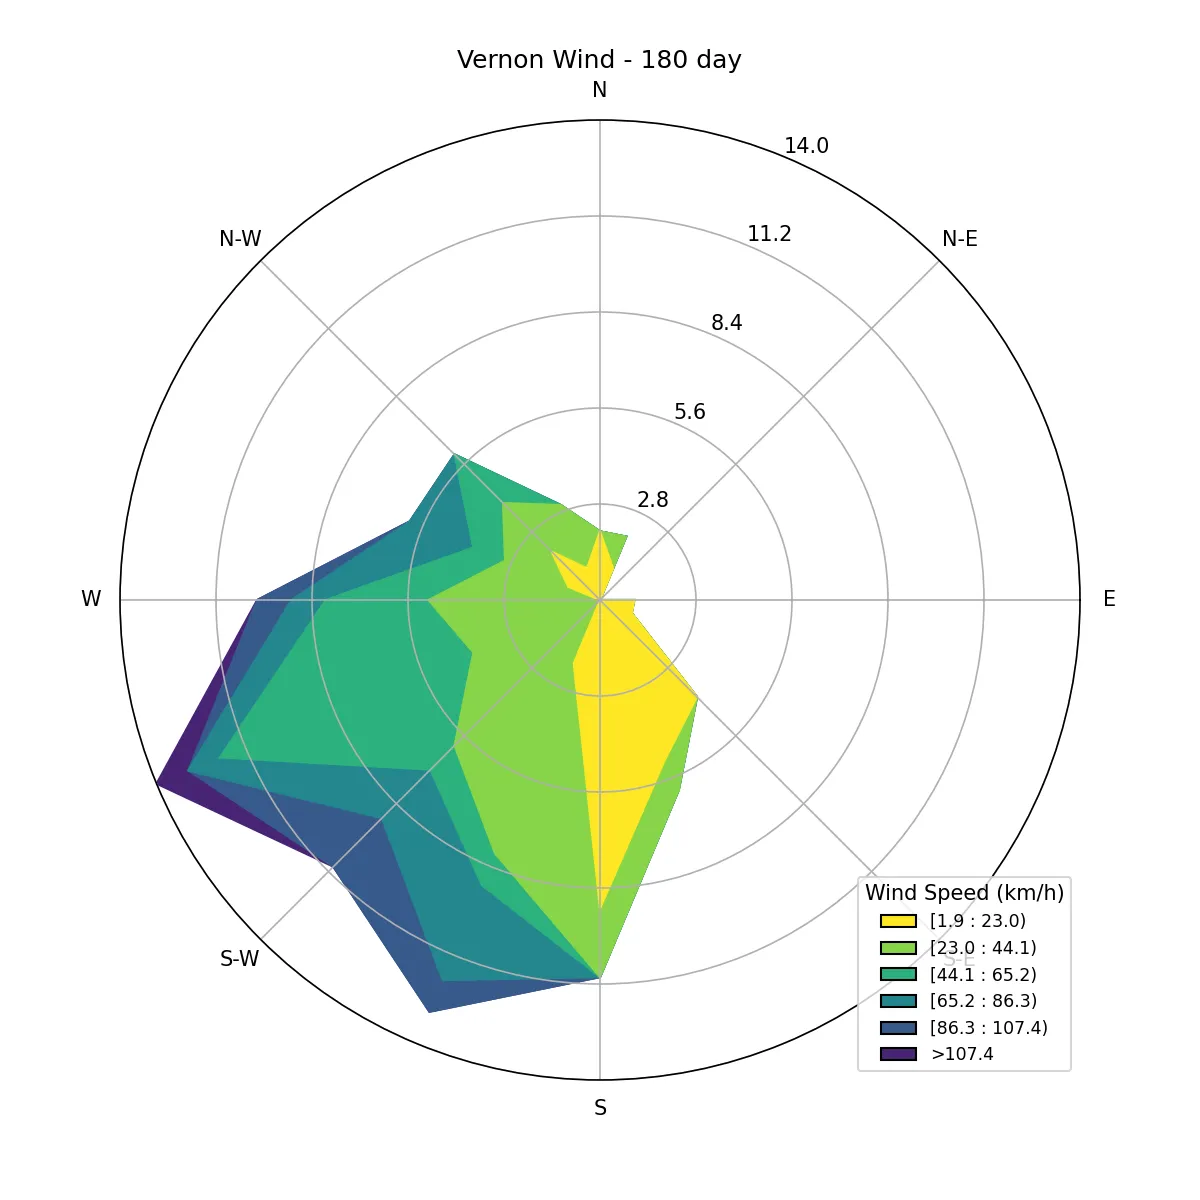 Vernon Wind - 180 day
N
14.0
N-W
11.2
N-E
8.4
5.6
2.8
W
E
S-W
S-E
S
Wind Speed (km/h)
[1.9 : 23.0)
[23.0 : 44.1)
[44.1 : 65.2)
[65.2 : 86.3)
[86.3 : 107.4)
>107.4